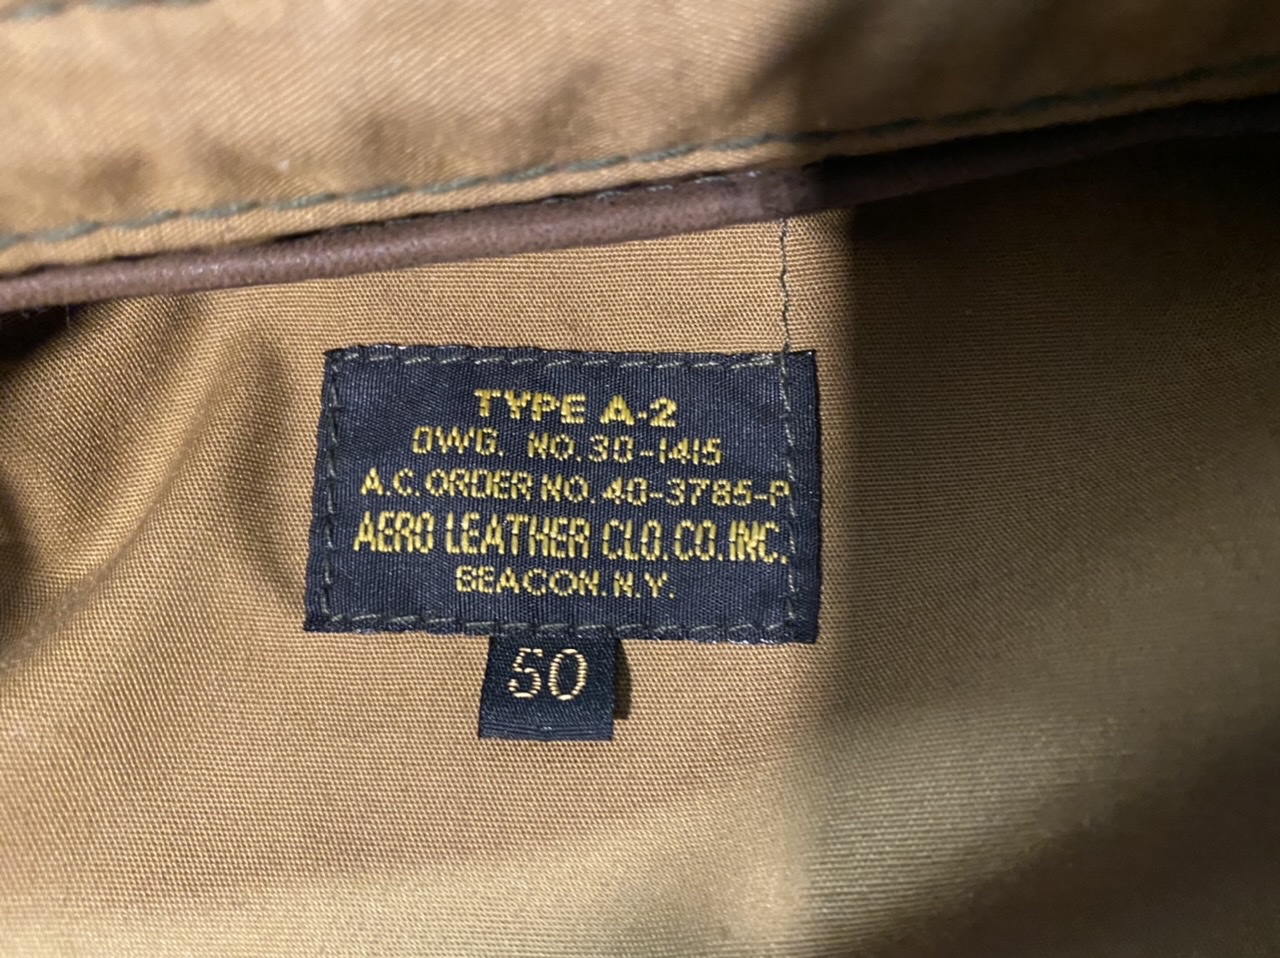 TYPE A-2
DWG. NO. 30-1415
A.C. ORDER NO. 40-3785-P
AERO LEATHER CLO. CO. INC.
BEACON. N.Y.
50